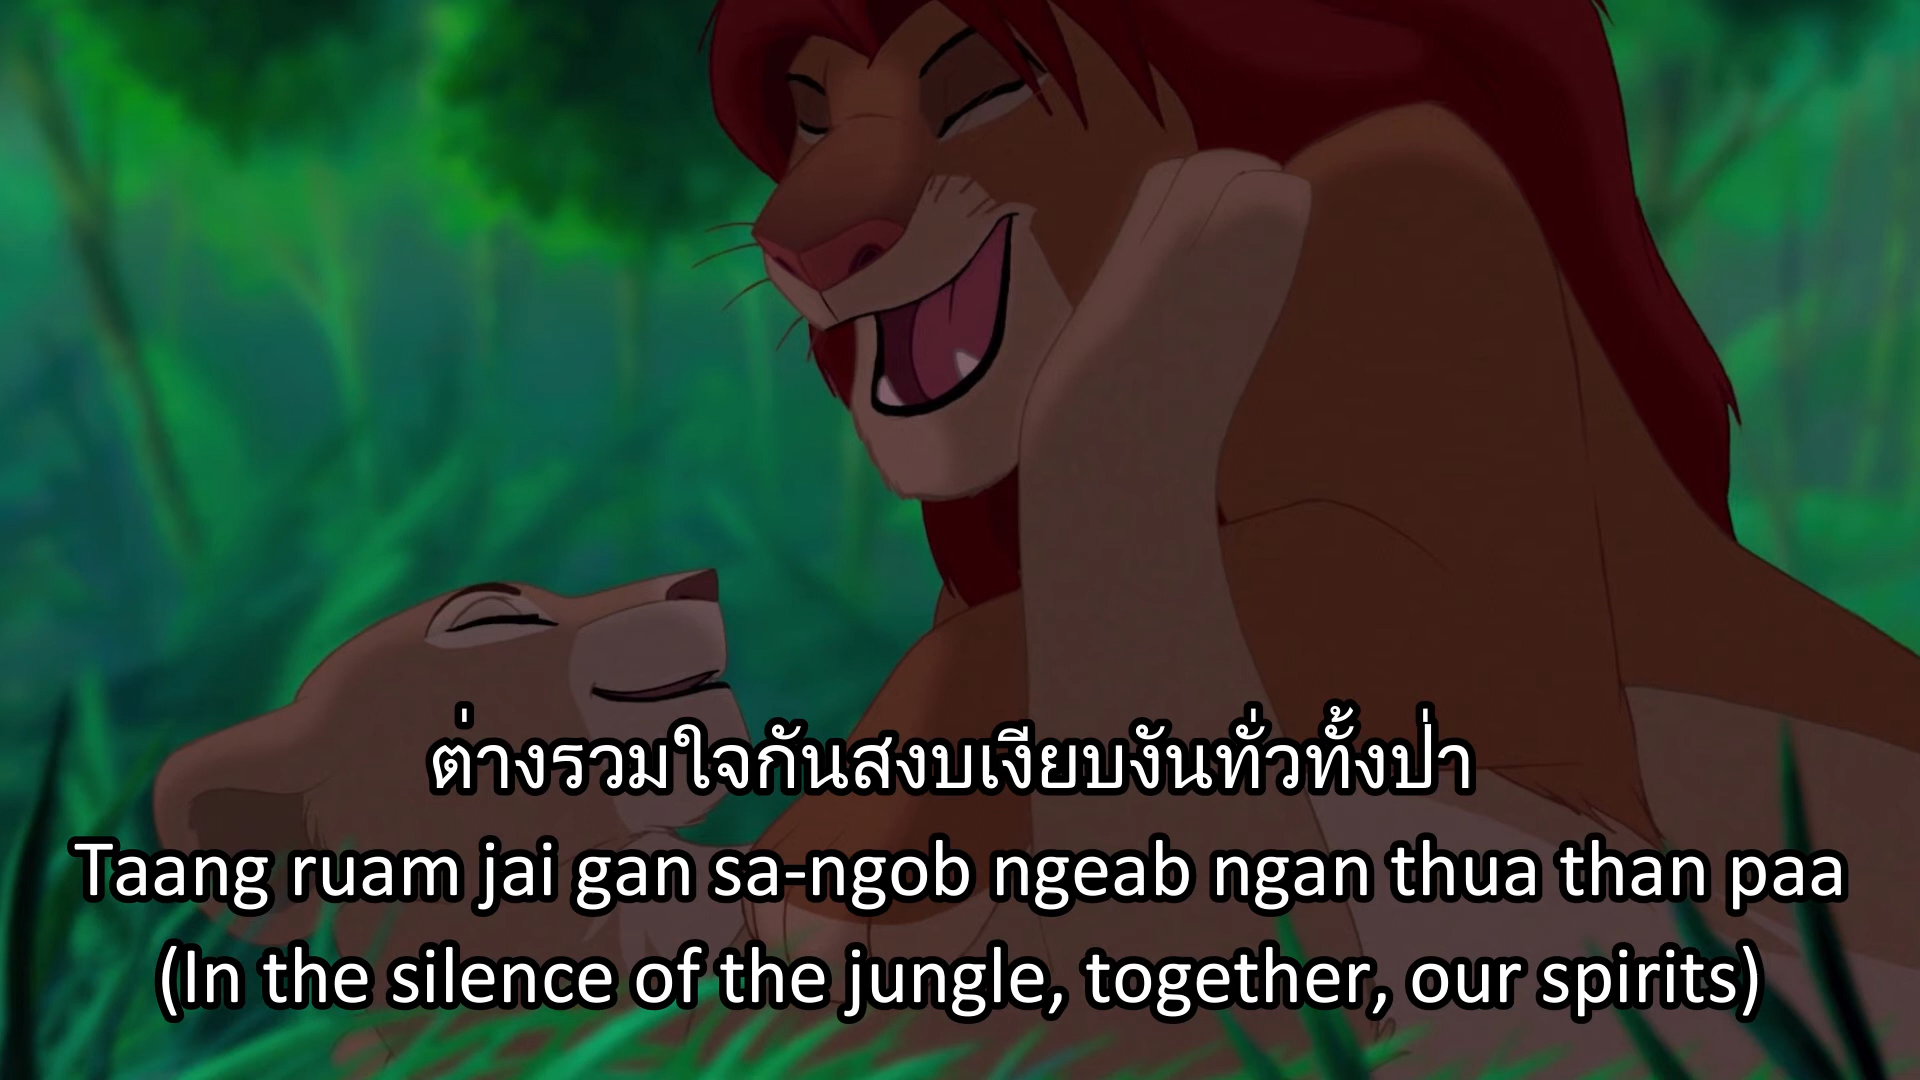 ต่างรวมใจกันสงบเงียบงันทั่วทั้งป่า
Taang ruam jai gan sa-ngob ngeab ngan thua than paa
(In the silence of the jungle, together, our spirits)